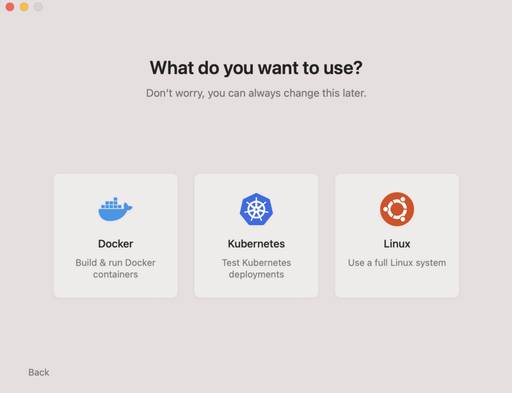 What do you want to use?
Don't worry, you can always change this later.
Docker
Build & run Docker
containers
Kubernetes
Test Kubernetes
deployments
Linux
Use a full Linux system
Back